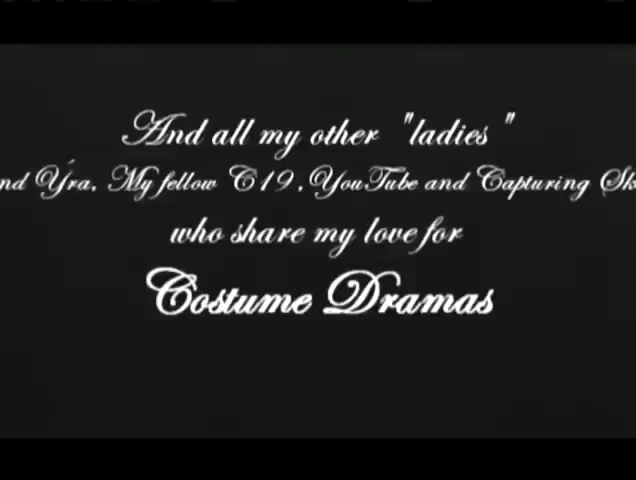 And all my other "ladies"
nd Ýra, My fellow C19, YouTube and Capturing Sk
who share my love for
Costume Dramas